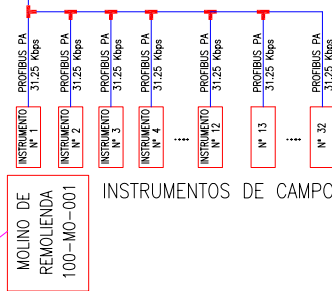 PROFIBUS PA
31.25 Kbps
PROFIBUS PA
31.25 Kbps
PROFIBUS PA
31.25 Kbps
PROFIBUS PA
31.25 Kbps
PROFIBUS PA
31.25 Kbps
PROFIBUS PA
31.25 Kbps
PROFIBUS PA
31.25 Kbps
INSTRUMENTO
N° 1
INSTRUMENTO
N° 2
INSTRUMENTO
N° 3
INSTRUMENTO
N° 4
INSTRUMENTO
N° 12
N° 13
N° 32
INSTRUMENTOS DE CAMPO
MOLINO DE
REMOLIENDA
100-MO-001